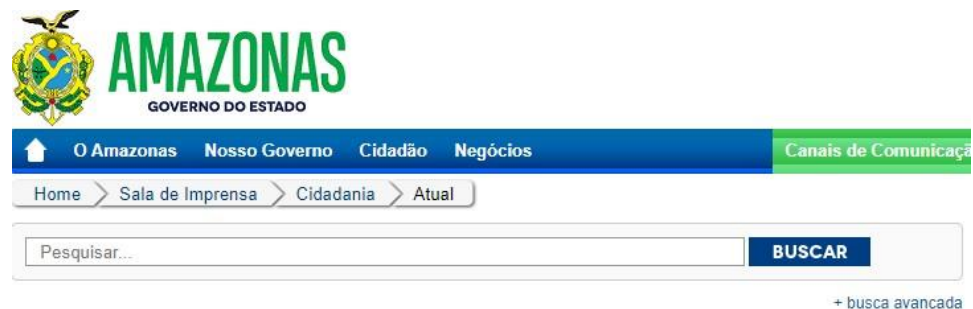 AMAZONAS
GOVERNO DO ESTADO
O Amazonas Nosso Governo Cidadão Negócios Canais de Comunicaçã
Home Sala de Imprensa Cidadania Atual
Pesquisar... BUSCAR
+ busca avançada